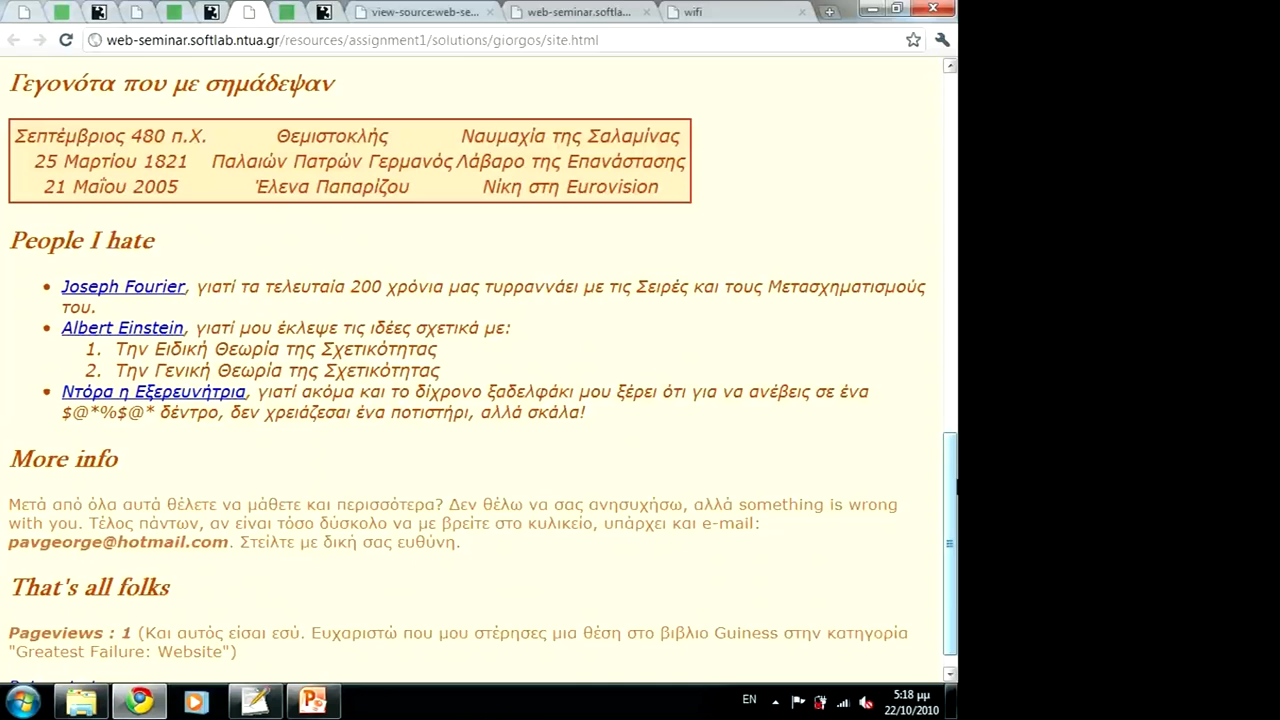 view-source:web-se...
web-seminar.softla...
wifi
web-seminar.softlab.ntua.gr/resources/assignment1/solutions/giorgos/site.html
Γεγονότα που με σημάδεψαν
Σεπτέμβριος 480 π.Χ. Θεμιστοκλής Ναυμαχία της Σαλαμίνας
25 Μαρτίου 1821 Παλαιών Πατρών Γερμανός Λάβαρο της Επανάστασης
21 Μαΐου 2005 Έλενα Παπαρίζου Νίκη στη Eurovision
People I hate
• Joseph Fourier, γιατί τα τελευταία 200 χρόνια μας τυρραννάει με τις Σειρές και τους Μετασχηματισμούς
του.
• Albert Einstein, γιατί μου έκλεψε τις ιδέες σχετικά με:
1. Την Ειδική Θεωρία της Σχετικότητας
2. Την Γενική Θεωρία της Σχετικότητας
• Ντόρα η Εξερευνήτρια, γιατί ακόμα και το δίχρονο ξαδελφάκι μου ξέρει ότι για να ανέβεις σε ένα
$@*%$@* δέντρο, δεν χρειάζεσαι ένα ποτιστήρι, αλλά σκάλα!
More info
Μετά από όλα αυτά θέλετε να μάθετε και περισσότερα? Δεν θέλω να σας ανησυχήσω, αλλά something is wrong
with you. Τέλος πάντων, αν είναι τόσο δύσκολο να με βρείτε στο κυλικείο, υπάρχει και e-mail:
pavgeorge@hotmail.com. Στείλτε με δική σας ευθύνη.
That's all folks
Pageviews : 1 (Και αυτός είσαι εσύ. Ευχαριστώ που μου στέρησες μια θέση στο βιβλιο Guiness στην κατηγορία
"Greatest Failure: Website")
EN
5:18 μμ
22/10/2010